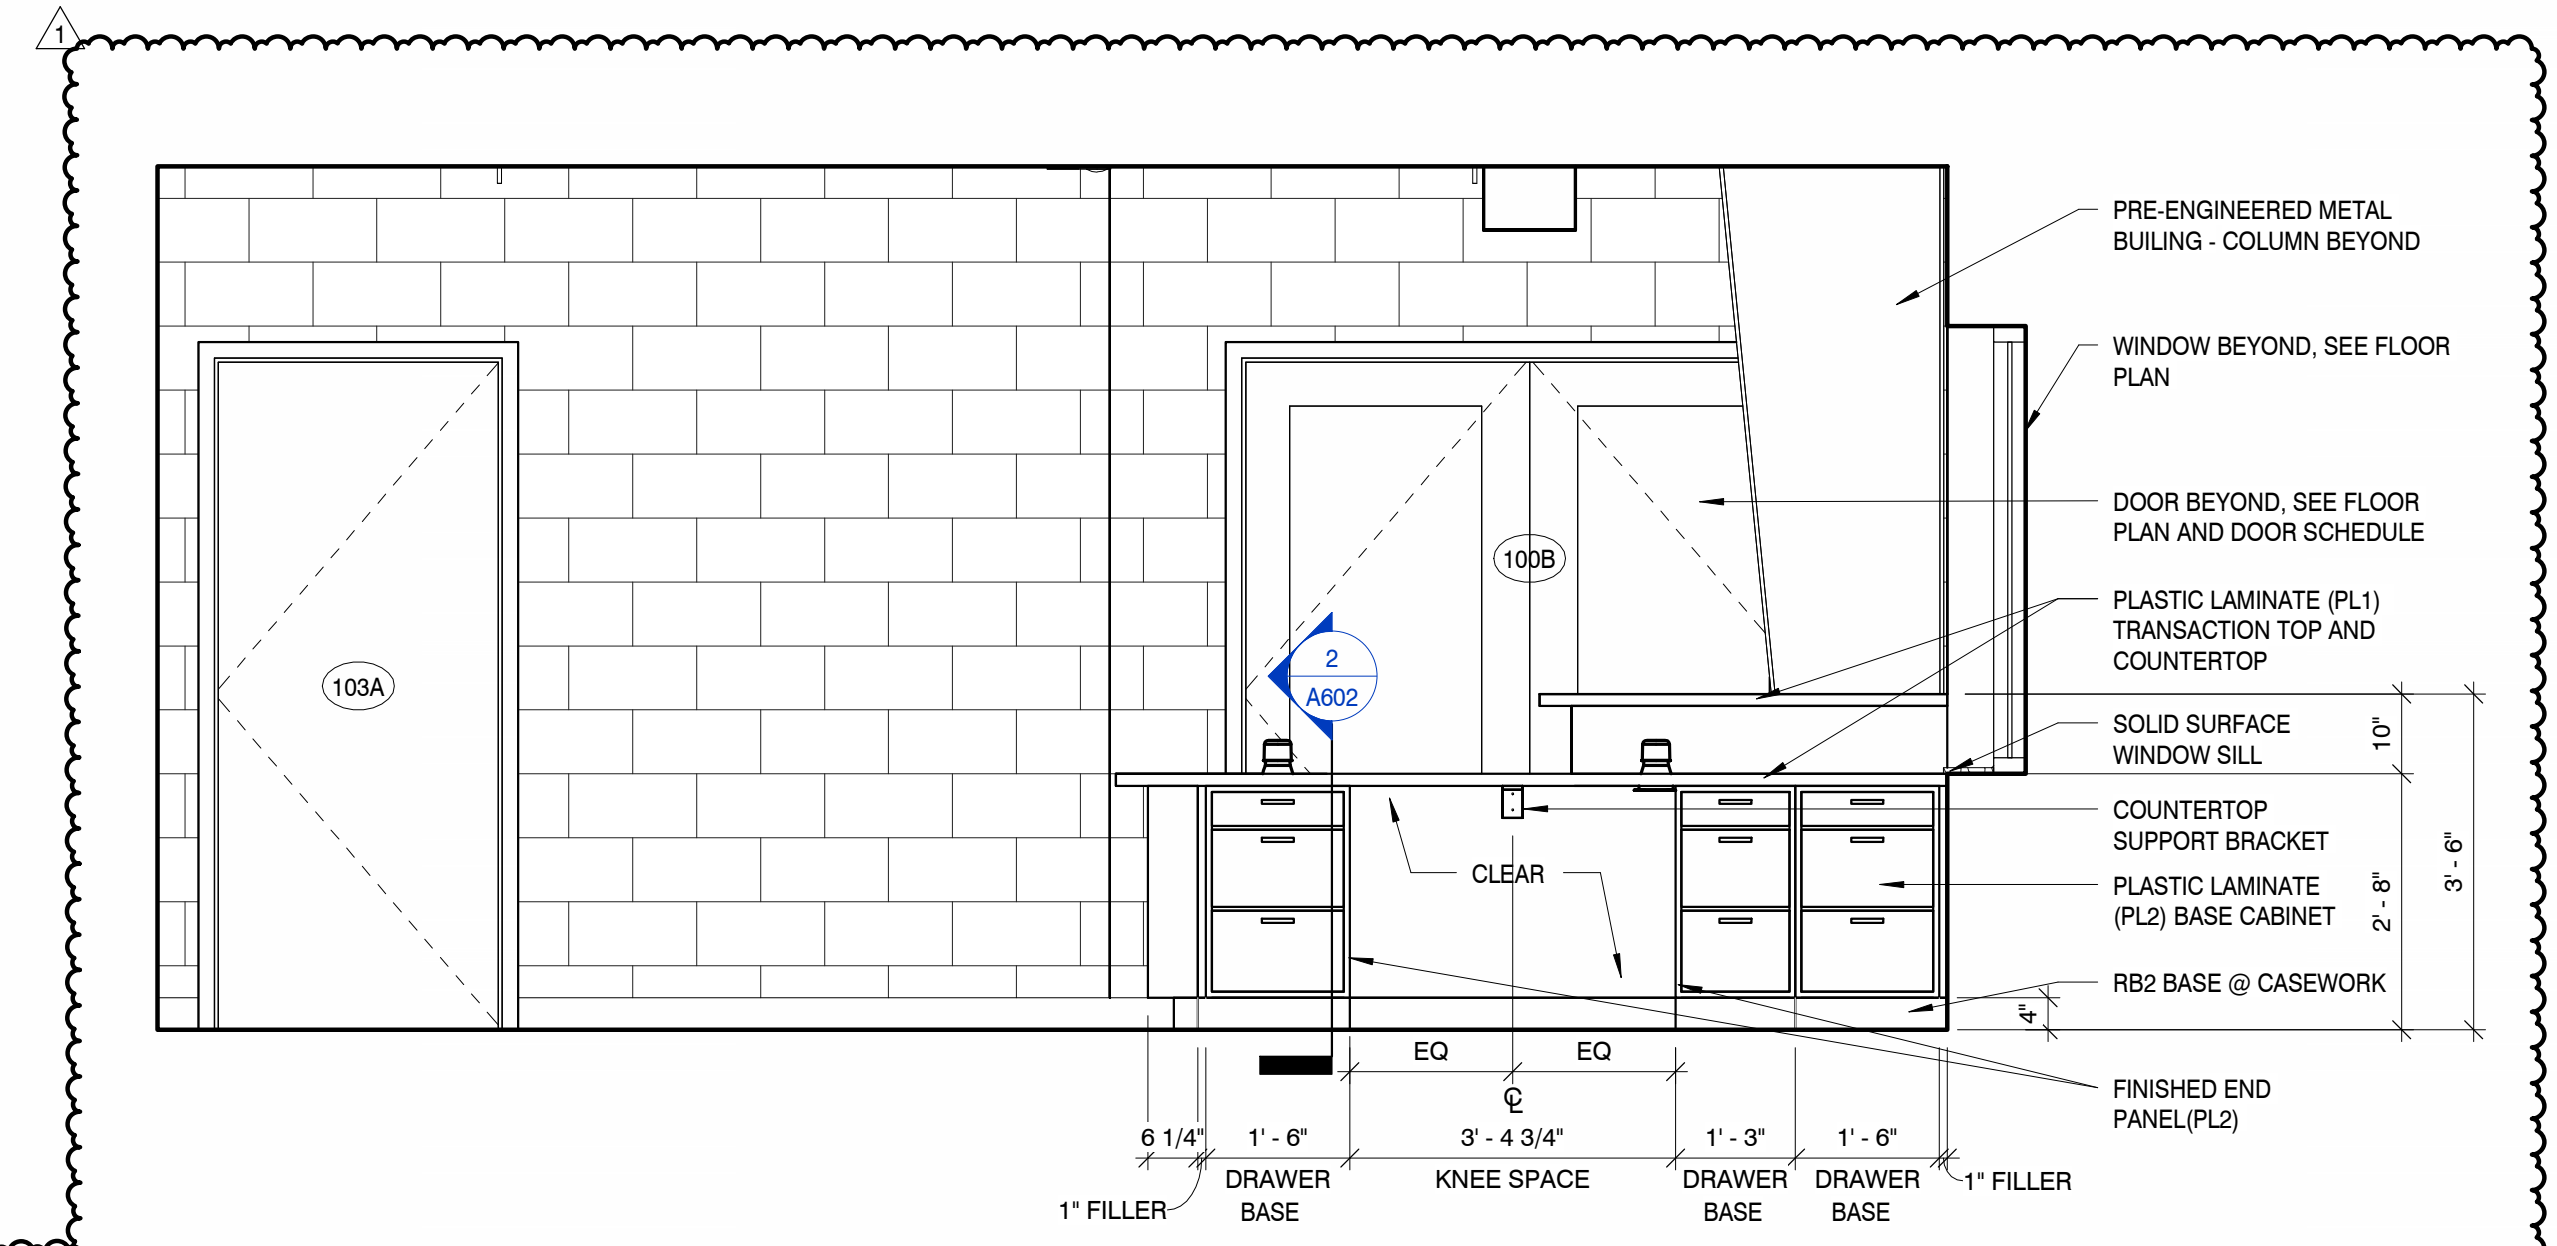 1
PRE-ENGINEERED METAL
BUILING - COLUMN BEYOND
WINDOW BEYOND, SEE FLOOR
PLAN
DOOR BEYOND, SEE FLOOR
PLAN AND DOOR SCHEDULE
100B
PLASTIC LAMINATE (PL1)
TRANSACTION TOP AND
COUNTERTOP
2
A602
103A
SOLID SURFACE
WINDOW SILL
10"
COUNTERTOP
SUPPORT BRACKET
3' - 6"
CLEAR
PLASTIC LAMINATE
(PL2) BASE CABINET
2' - 8"
RB2 BASE @ CASEWORK
4"
EQ
EQ
CL
FINISHED END
PANEL(PL2)
6 1/4"
1' - 6"
3' - 4 3/4"
1' - 3"
1' - 6"
1" FILLER
DRAWER
BASE
KNEE SPACE
DRAWER
BASE
DRAWER
BASE
1" FILLER